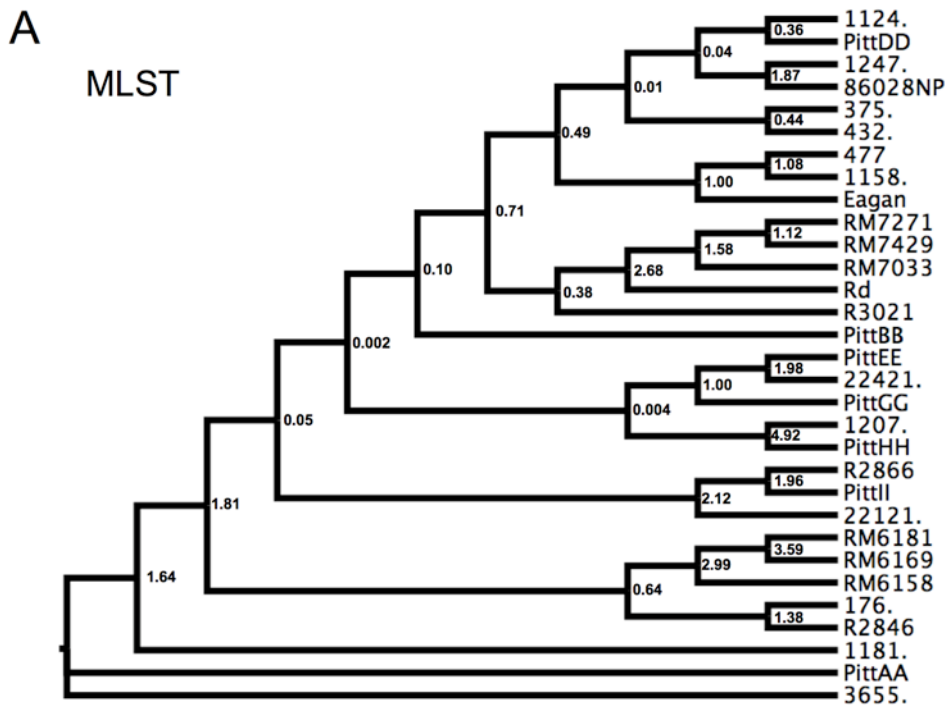 A
MLST
1124.
0.36
PittDD
0.04
1247.
1.87
86028NP
0.01
375.
0.44
432.
0.49
477
1.08
1158.
1.00
Eagan
0.71
RM7271
1.12
RM7429
1.58
RM7033
2.68
Rd
0.38
R3021
0.10
PittBB
0.002
PittEE
1.98
22421.
1.00
PittGG
0.004
1207.
4.92
PittHH
0.05
R2866
1.96
PittII
2.12
22121.
1.81
RM6181
3.59
RM6169
2.99
RM6158
0.64
176.
1.38
R2846
1.64
1181.
PittAA
3655.